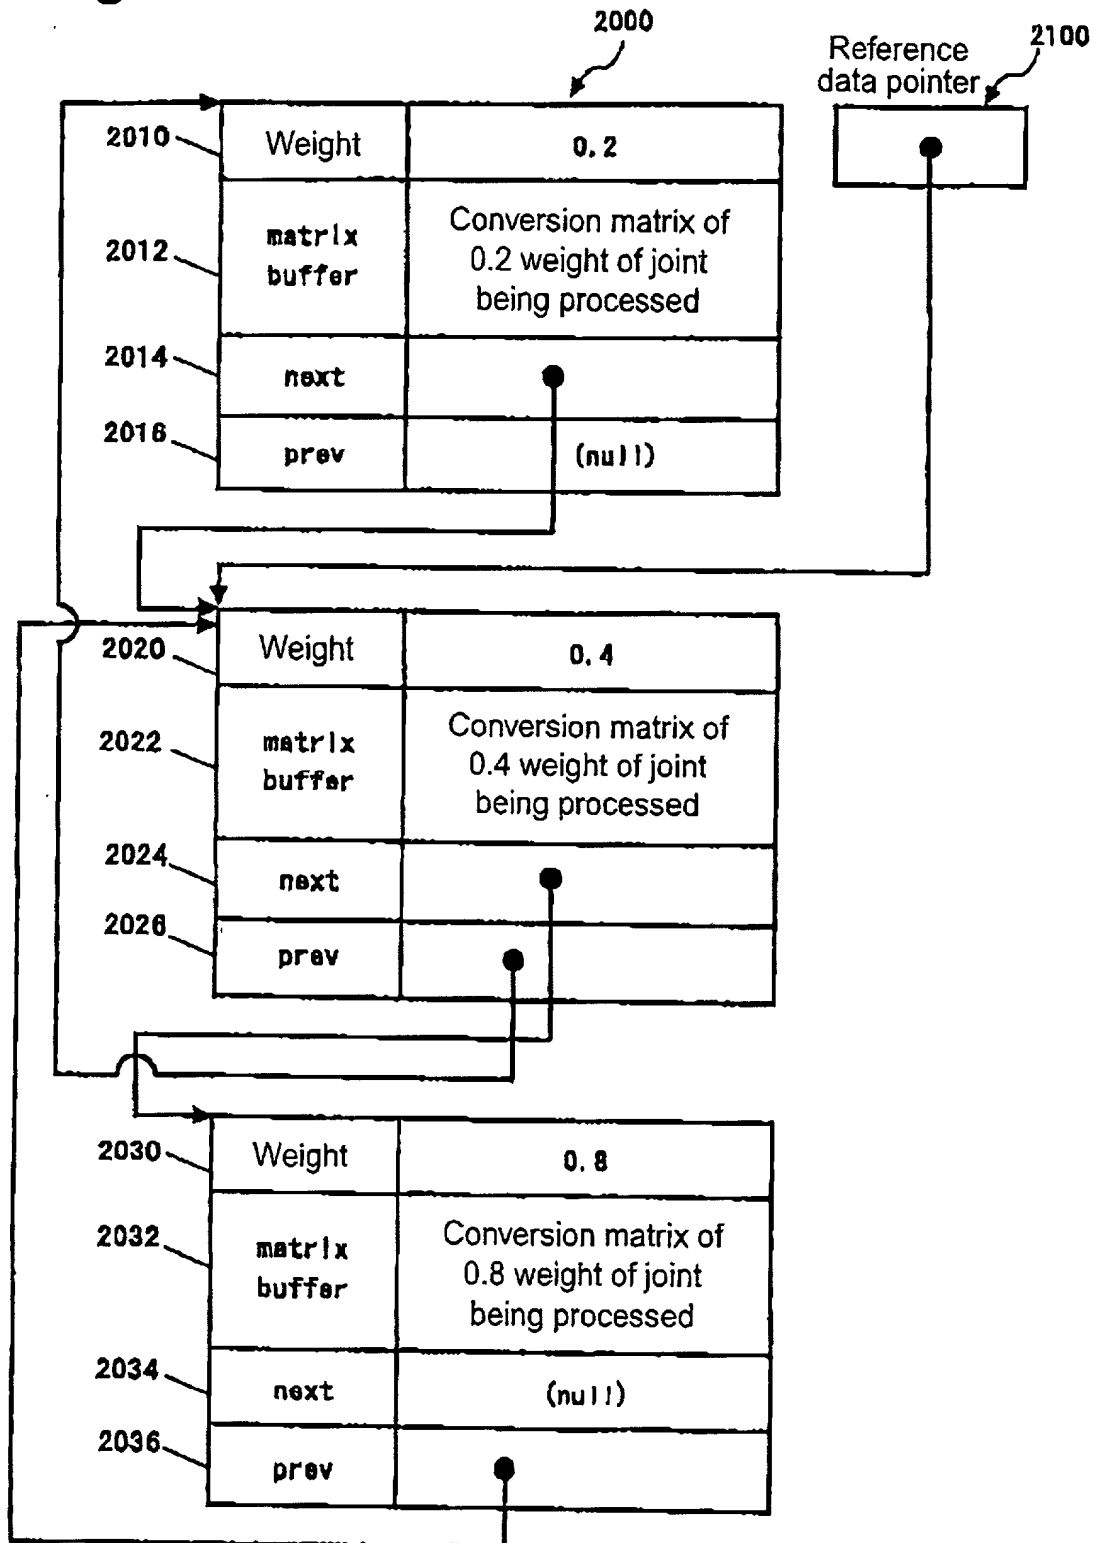 2000
2100
Reference
data pointer
2010
Weight
0.2
2012
matrix
buffer
Conversion matrix of
0.2 weight of joint
being processed
2014
next
2016
prev
(null)
2020
Weight
0.4
2022
matrix
buffer
Conversion matrix of
0.4 weight of joint
being processed
2024
next
2026
prev
2030
Weight
0.8
2032
matrix
buffer
Conversion matrix of
0.8 weight of joint
being processed
2034
next
(null)
2036
prev